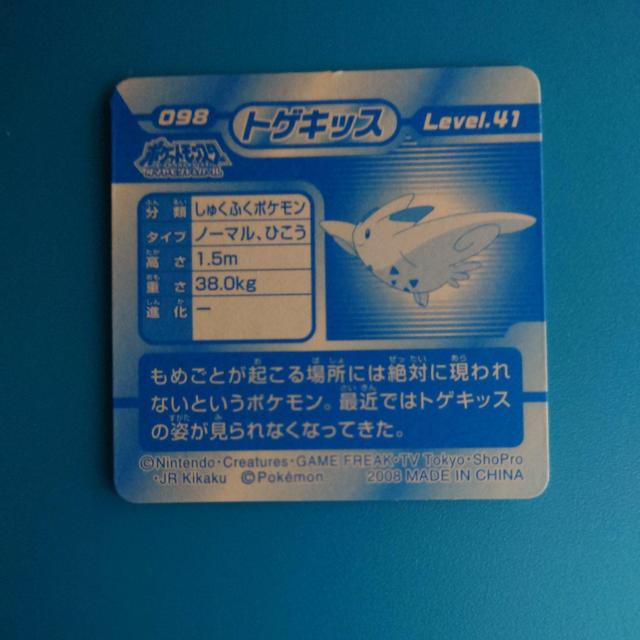 098
トゲキッス
Level.41
分類 しゅくふくポケモン
タイプ ノーマル、ひこう
高さ 1.5m
重さ 38.0kg
進化 ー
もめごとが起こる場所には絶対に現われ
ないというポケモン。最近ではトゲキッス
の姿が見られなくなってきた。
©Nintendo・Creatures・GAME FREAK・TV Tokyo・ShoPro
・JR Kikaku ©Pokémon 2008 MADE IN CHINA